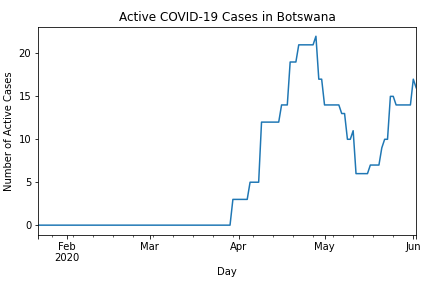 Active COVID-19 Cases in Botswana
Number of Active Cases
20
15
10
5
0
Feb
2020
Mar
Apr
May
Jun
Day